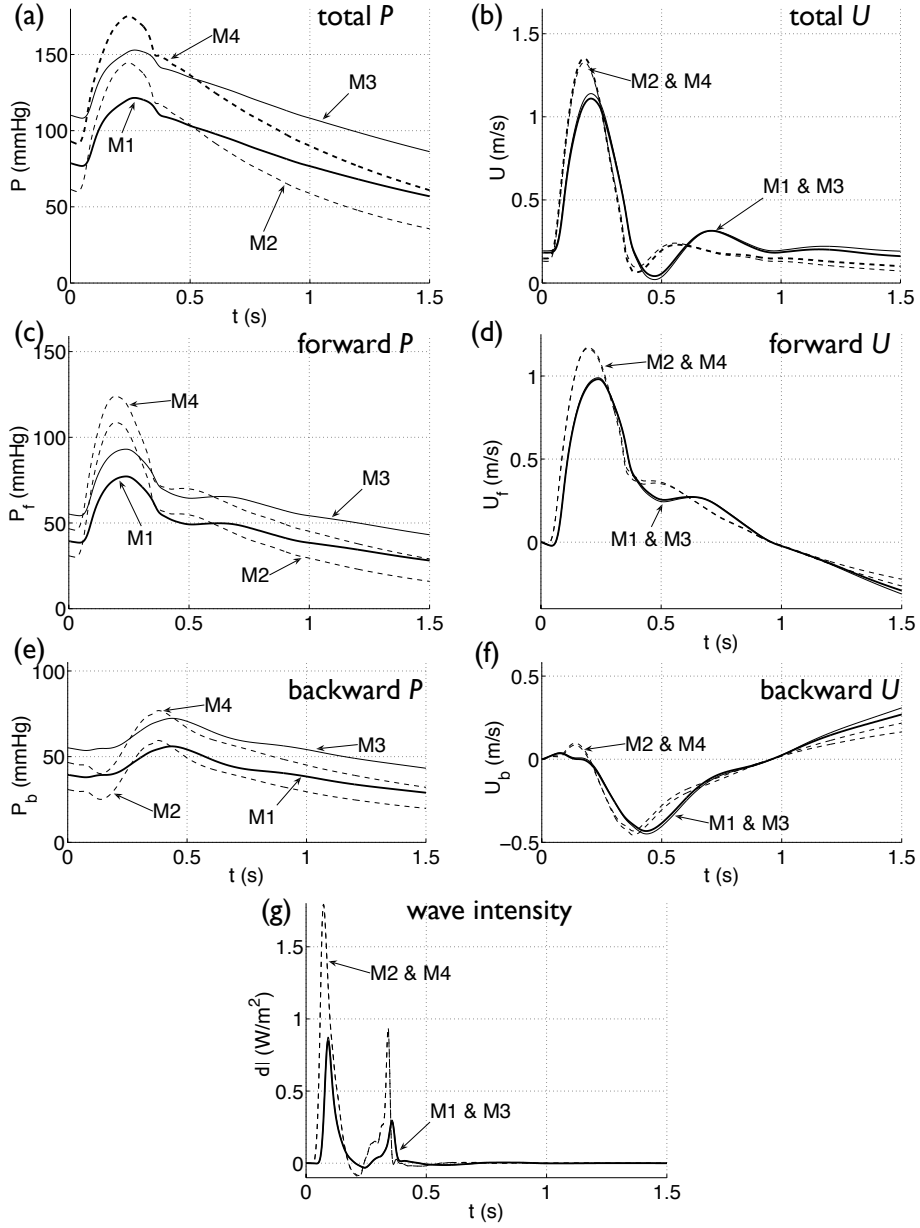 (a) total P
150
100
50
0
P (mmHg)
M4
M3
M1
M2
0 0.5 1 1.5
t (s)
(b) total U
2
1.2
0.6
0
U (m/s)
M2 & M4
M1 & M3
0 0.5 1 1.5
t (s)
(c) forward P
150
100
50
0
P_f (mmHg)
M4
M3
M1
M2
0 0.5 1 1.5
t (s)
(d) forward U
1
0.5
0
U_f (m/s)
M2 & M4
M1 & M3
0 0.5 1 1.5
t (s)
(e) backward P
100
50
0
P_b (mmHg)
M4
M3
M2
M1
0 0.5 1 1.5
t (s)
(f) backward U
0.5
0
−0.5
U_b (m/s)
M2 & M4
M1 & M3
0 0.5 1 1.5
t (s)
(g) wave intensity
1.5
1
0.5
0
dI (W/m²)
M2 & M4
M1 & M3
0 0.5 1 1.5
t (s)